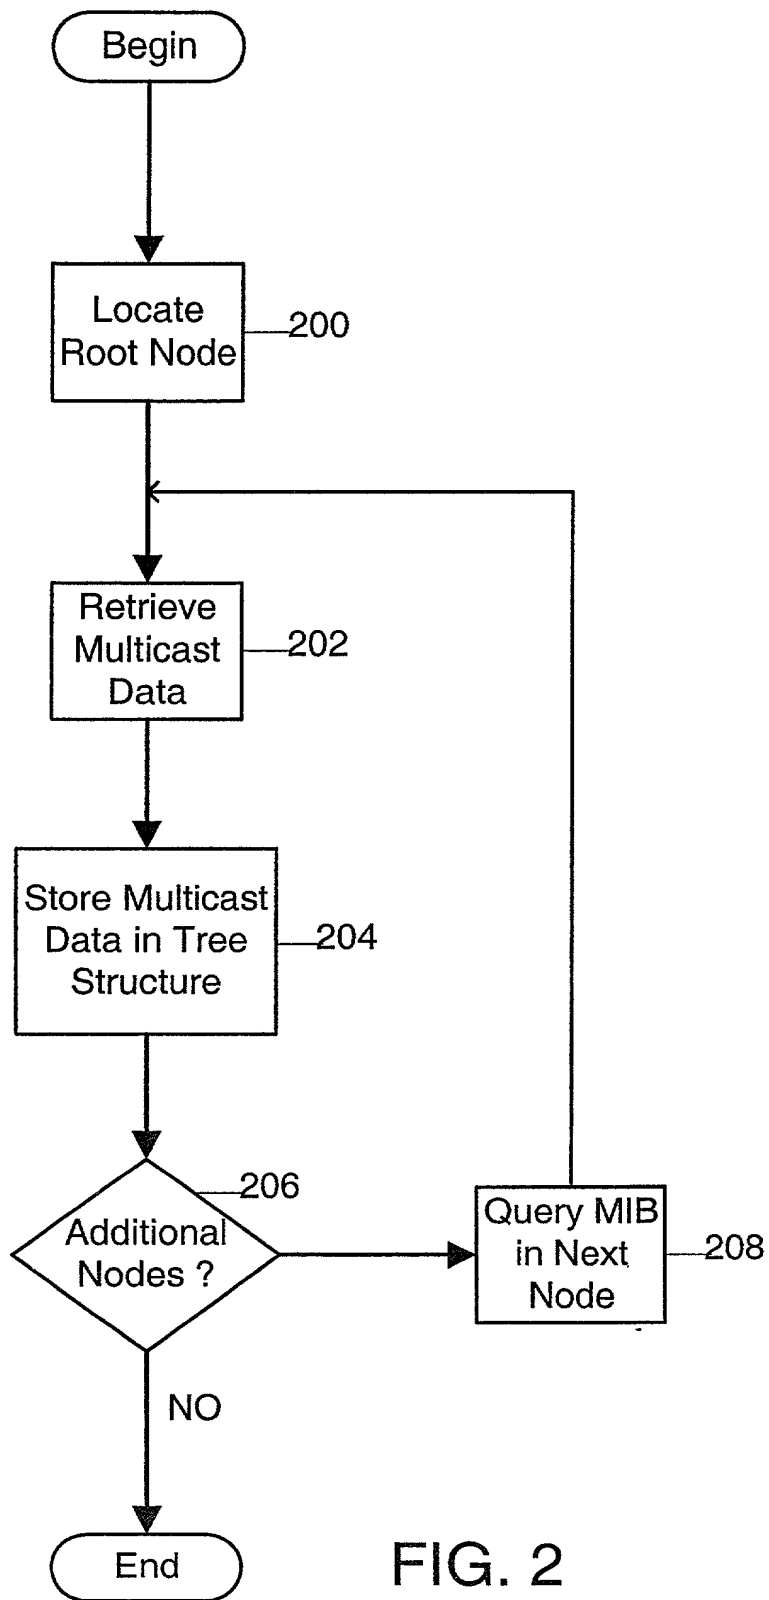 Begin
Locate
Root Node
200
Retrieve
Multicast
Data
202
Store Multicast
Data in Tree
Structure
204
206
Additional
Nodes ?
Query MIB
in Next
Node
208
NO
End
FIG. 2